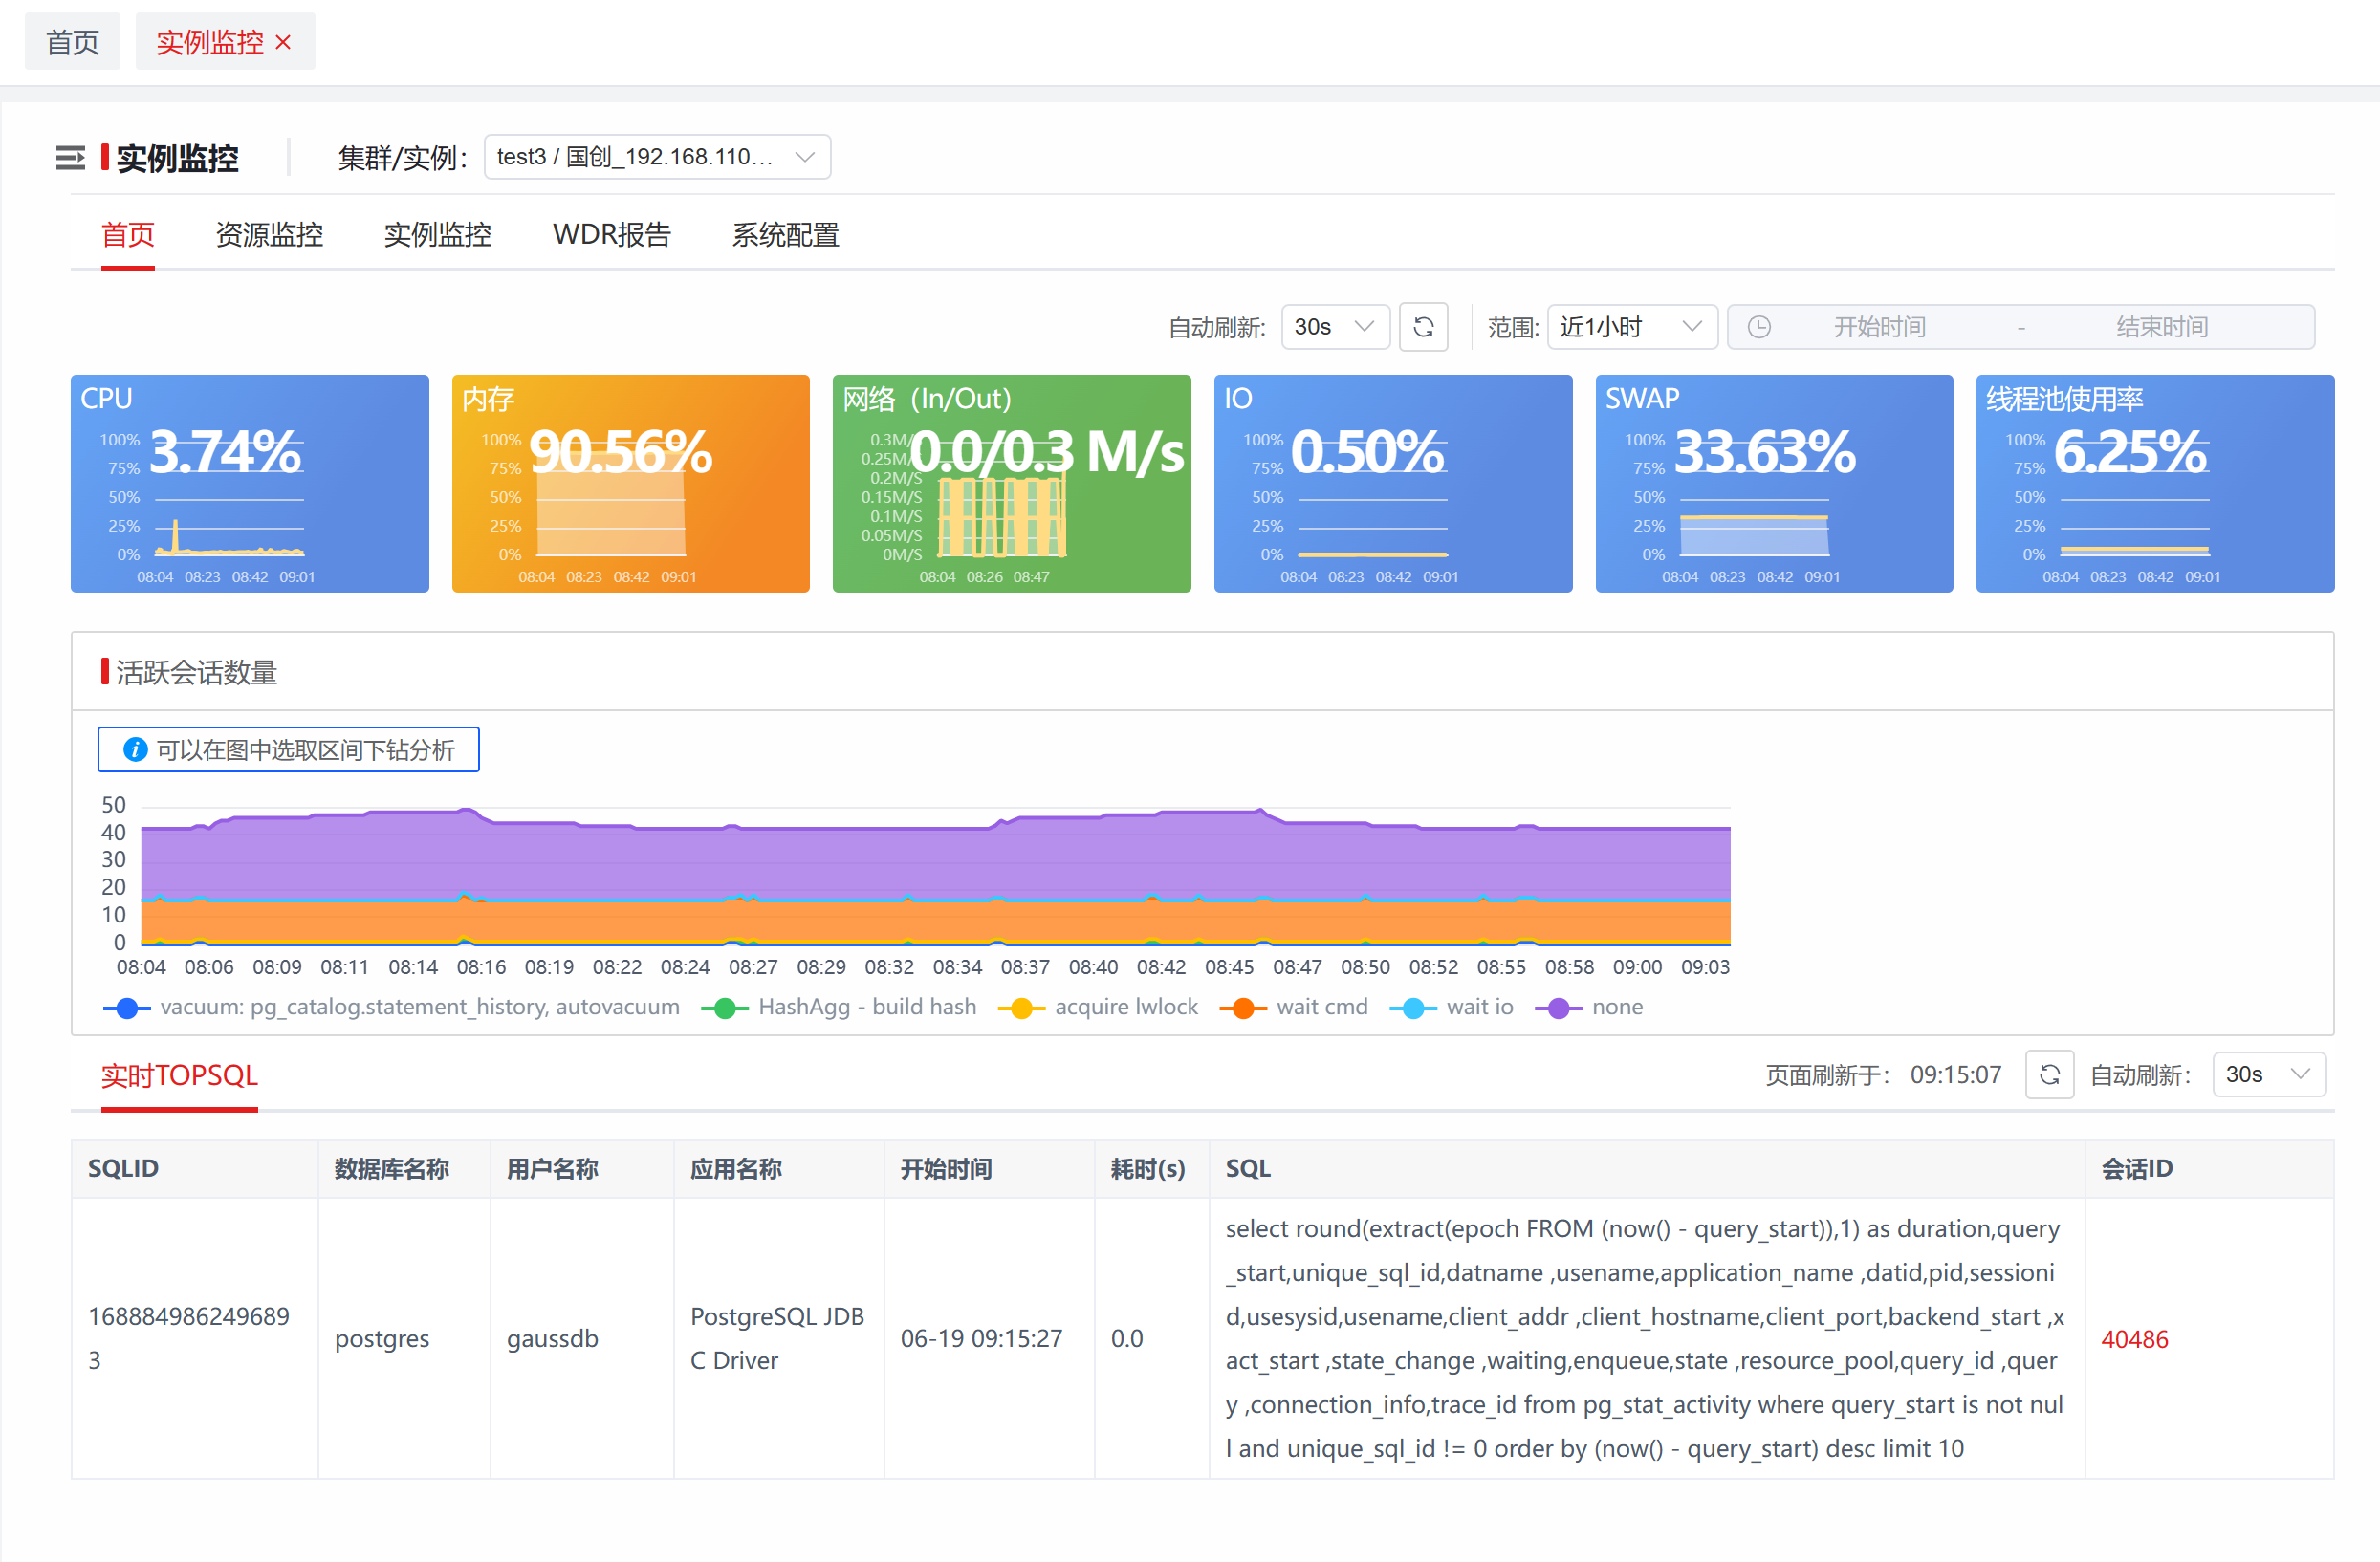 首页 实例监控 ×
实例监控 集群/实例： test3 / 国创_192.168.110...
首页 资源监控 实例监控 WDR报告 系统配置
自动刷新: 30s 范围: 近1小时 开始时间 - 结束时间
CPU
3.74%
100%
75%
50%
25%
0%
08:04 08:23 08:42 09:01
内存
90.56%
100%
75%
50%
25%
0%
08:04 08:23 08:42 09:01
网络（In/Out）
0.0/0.3 M/s
0.3M/
0.25M/
0.2M/S
0.15M/S
0.1M/S
0.05M/S
0M/S
08:04 08:26 08:47
IO
0.50%
100%
75%
50%
25%
0%
08:04 08:23 08:42 09:01
SWAP
33.63%
100%
75%
50%
25%
0%
08:04 08:23 08:42 09:01
线程池使用率
6.25%
100%
75%
50%
25%
0%
08:04 08:23 08:42 09:01
活跃会话数量
可以在图中选取区间下钻分析
50
40
30
20
10
0
08:04 08:06 08:09 08:11 08:14 08:16 08:19 08:22 08:24 08:27 08:29 08:32 08:34 08:37 08:40 08:42 08:45 08:47 08:50 08:52 08:55 08:58 09:00 09:03
vacuum: pg_catalog.statement_history, autovacuum HashAgg - build hash acquire lwlock wait cmd wait io none
实时TOPSQL 页面刷新于： 09:15:07 自动刷新： 30s
SQLID 数据库名称 用户名称 应用名称 开始时间 耗时(s) SQL 会话ID
168884986249689
3
postgres
gaussdb
PostgreSQL JDB
C Driver
06-19 09:15:27
0.0
select round(extract(epoch FROM (now() - query_start)),1) as duration,query
_start,unique_sql_id,datname ,usename,application_name ,datid,pid,sessioni
d,usesysid,usename,client_addr ,client_hostname,client_port,backend_start ,x
act_start ,state_change ,waiting,enqueue,state ,resource_pool,query_id ,quer
y ,connection_info,trace_id from pg_stat_activity where query_start is not nul
l and unique_sql_id != 0 order by (now() - query_start) desc limit 10
40486